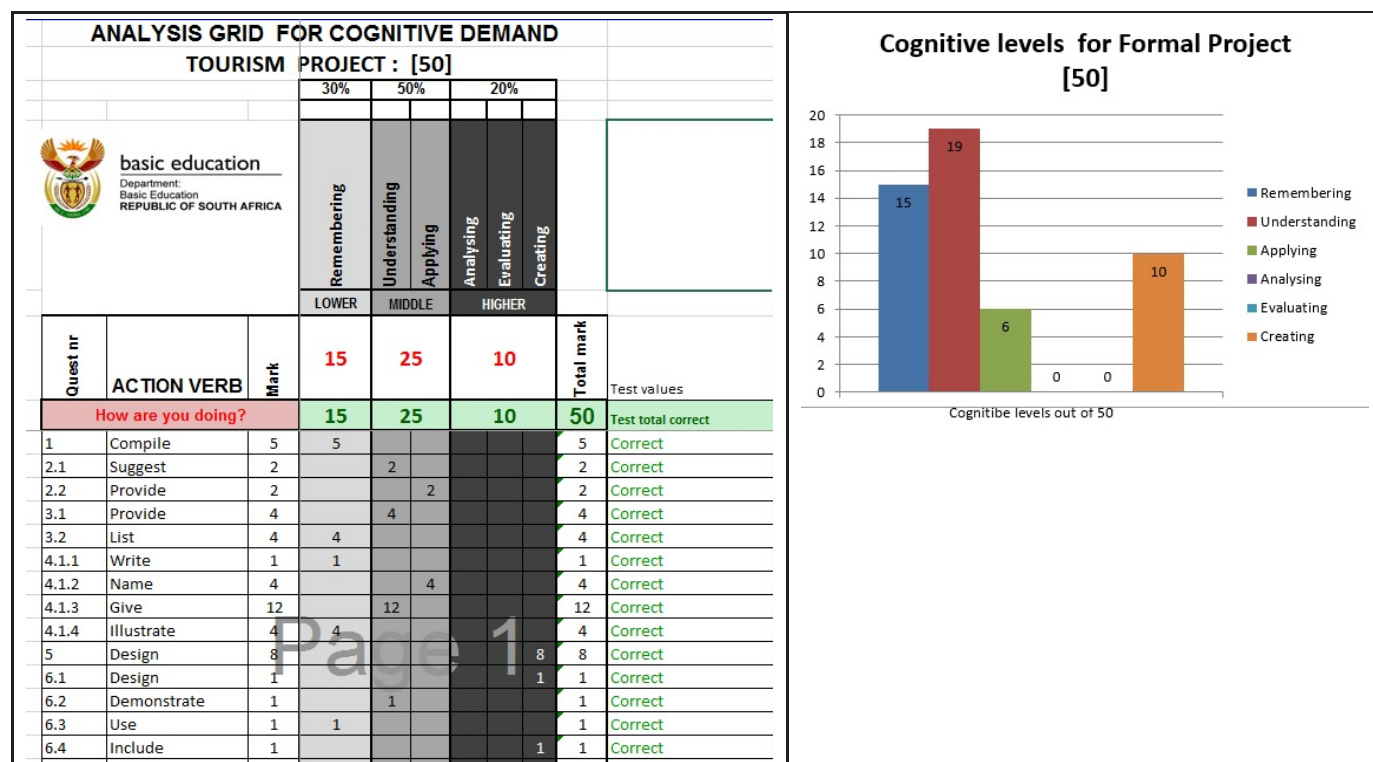 ANALYSIS GRID FOR COGNITIVE DEMAND
TOURISM PROJECT : [50]
30% 50% 20%
basic education
Department:
Basic Education
REPUBLIC OF SOUTH AFRICA
Remembering
Understanding
Applying
Analysing
Evaluating
Creating
LOWER MIDDLE HIGHER
Quest nr ACTION VERB Mark 15 25 10 Total mark Test values
How are you doing? 15 25 10 50 Test total correct
1 Compile 5 5 5 Correct
2.1 Suggest 2 2 2 Correct
2.2 Provide 2 2 2 Correct
3.1 Provide 4 4 4 Correct
3.2 List 4 4 4 Correct
4.1.1 Write 1 1 1 Correct
4.1.2 Name 4 4 4 Correct
4.1.3 Give 12 12 12 Correct
4.1.4 Illustrate 4 4 4 Correct
5 Design 8 8 8 Correct
6.1 Design 1 1 1 Correct
6.2 Demonstrate 1 1 1 Correct
6.3 Use 1 1 1 Correct
6.4 Include 1 1 1 Correct
Page 1
Cognitive levels for Formal Project
[50]
20
18
16
14
12
10
8
6
4
2
0
15
19
6
0
0
10
Cognitibe levels out of 50
Remembering
Understanding
Applying
Analysing
Evaluating
Creating